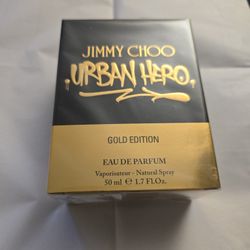 JIMMY CHOO
URBAN HERO
GOLD EDITION
EAU DE PARFUM
Vaporisateur - Natural Spray
50 ml e 1.7 Fl.Oz.